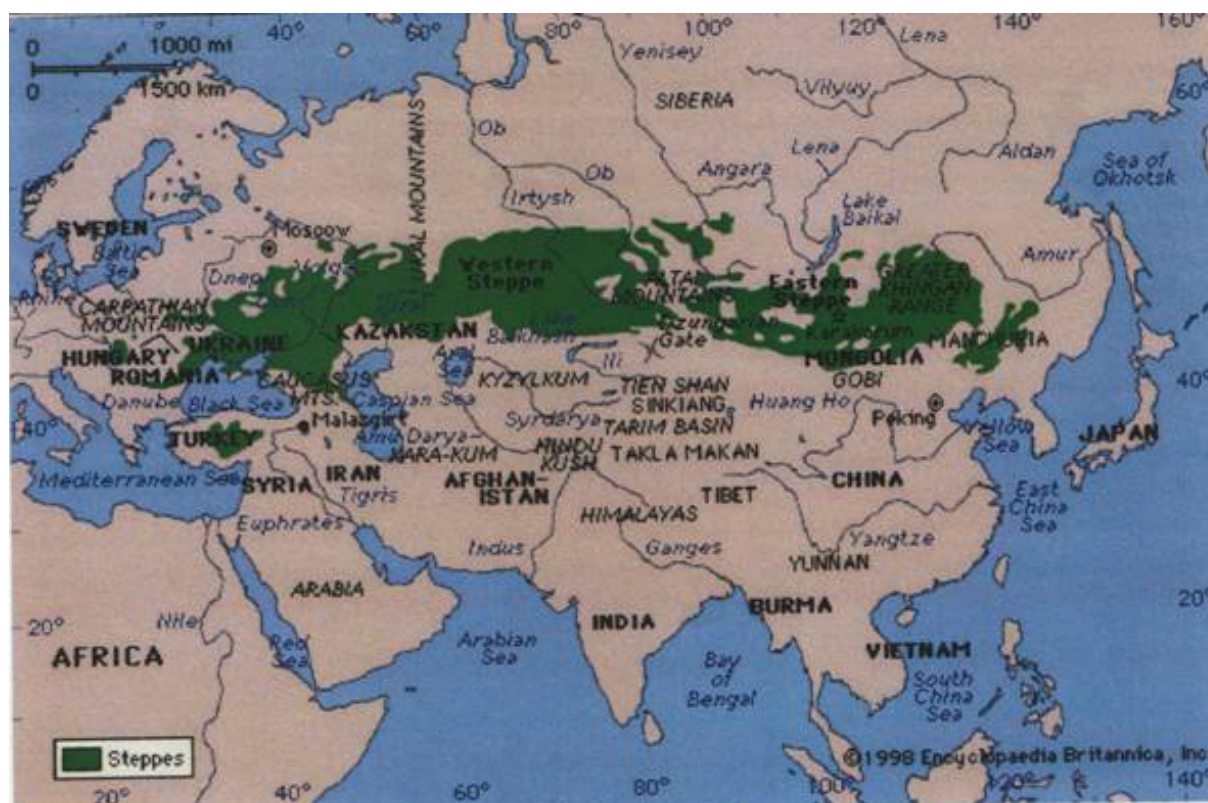 40° 60° 80° 100° 120° 140° 160°
0 1000 mi
0 1500 km
Yenisey
Lena
Vilyuy
SIBERIA
60°
URAL MOUNTAINS
Ob
Ob
Angara
Lena
Aldan
Sea of
Okhotsk
Irtysh
Lake
Baikal
SWEDEN
Baltic
Sea
Moscow
Amur
Dnep
Volga
Western
Steppe
ALTAI
MOUNTAINS
Eastern
Steppe
GREATER
KHINGAN
RANGE
Rhine
CARPATHIAN
MOUNTAINS
Ural
KAZAKSTAN
Lake
Balkhash
Dzungarian
Gate
Karakorum
MANCHURIA
HUNGARY
UKRAINE
ROMANIA
Aral
Sea
Ili
MONGOLIA
GOBI
CAUCASUS
MTS.
Caspian Sea
KYZYLKUM
TIEN SHAN
SINKIANG
40°
Danube
Black Sea
Malazgirt
Syrdarya
TARIM BASIN
Huang Ho
Peking
Yellow
Sea
JAPAN
40°
TURKEY
Amu Darya
KARA-KUM
HINDU
KUSH
TAKLA MAKAN
Mediterranean Sea
SYRIA
IRAN
Tigris
AFGHAN-
ISTAN
TIBET
CHINA
East
China
Sea
Euphrates
HIMALAYAS
Indus
Ganges
Yangtze
YUNNAN
ARABIA
BURMA
20°
Nile
INDIA
20°
AFRICA
Red
Sea
Arabian
Sea
Bay
of
Bengal
VIETNAM
South
China
Sea
Steppes
©1998 Encyclopaedia Britannica, Inc
20° 40° 60° 80° 100° 120° 140°